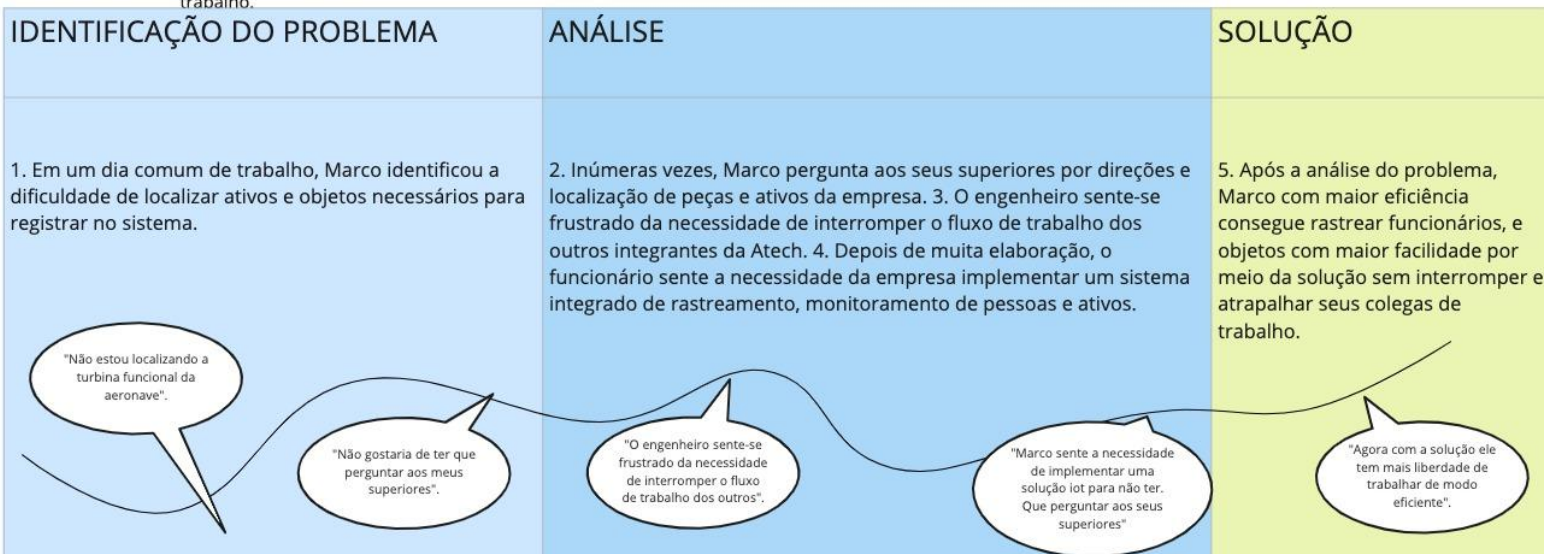 trabalho.
IDENTIFICAÇÃO DO PROBLEMA
ANÁLISE
SOLUÇÃO
1. Em um dia comum de trabalho, Marco identificou a
dificuldade de localizar ativos e objetos necessários para
registrar no sistema.
2. Inúmeras vezes, Marco pergunta aos seus superiores por direções e
localização de peças e ativos da empresa. 3. O engenheiro sente-se
frustrado da necessidade de interromper o fluxo de trabalho dos
outros integrantes da Atech. 4. Depois de muita elaboração, o
funcionário sente a necessidade da empresa implementar um sistema
integrado de rastreamento, monitoramento de pessoas e ativos.
5. Após a análise do problema,
Marco com maior eficiência
consegue rastrear funcionários, e
objetos com maior facilidade por
meio da solução sem interromper e
atrapalhar seus colegas de
trabalho.
"Não estou localizando a
turbina funcional da
aeronave".
"Não gostaria de ter que
perguntar aos meus
superiores".
"O engenheiro sente-se
frustrado da necessidade
de interromper o fluxo
de trabalho dos outros".
"Marco sente a necessidade
de implementar uma
solução iot para não ter.
Que perguntar aos seus
superiores"
"Agora com a solução ele
tem mais liberdade de
trabalhar de modo
eficiente".